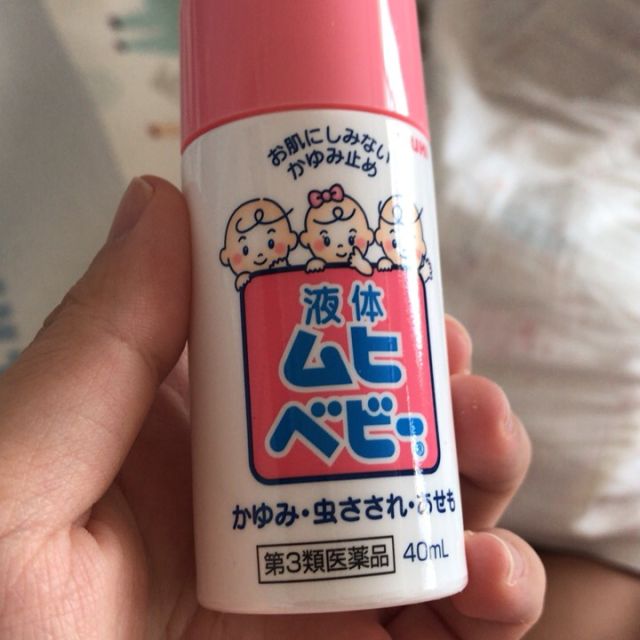 お肌にしみない
かゆみ止め
液体
ムヒ
ベビー®
かゆみ・虫さされ・あせも
第3類医薬品 40mL